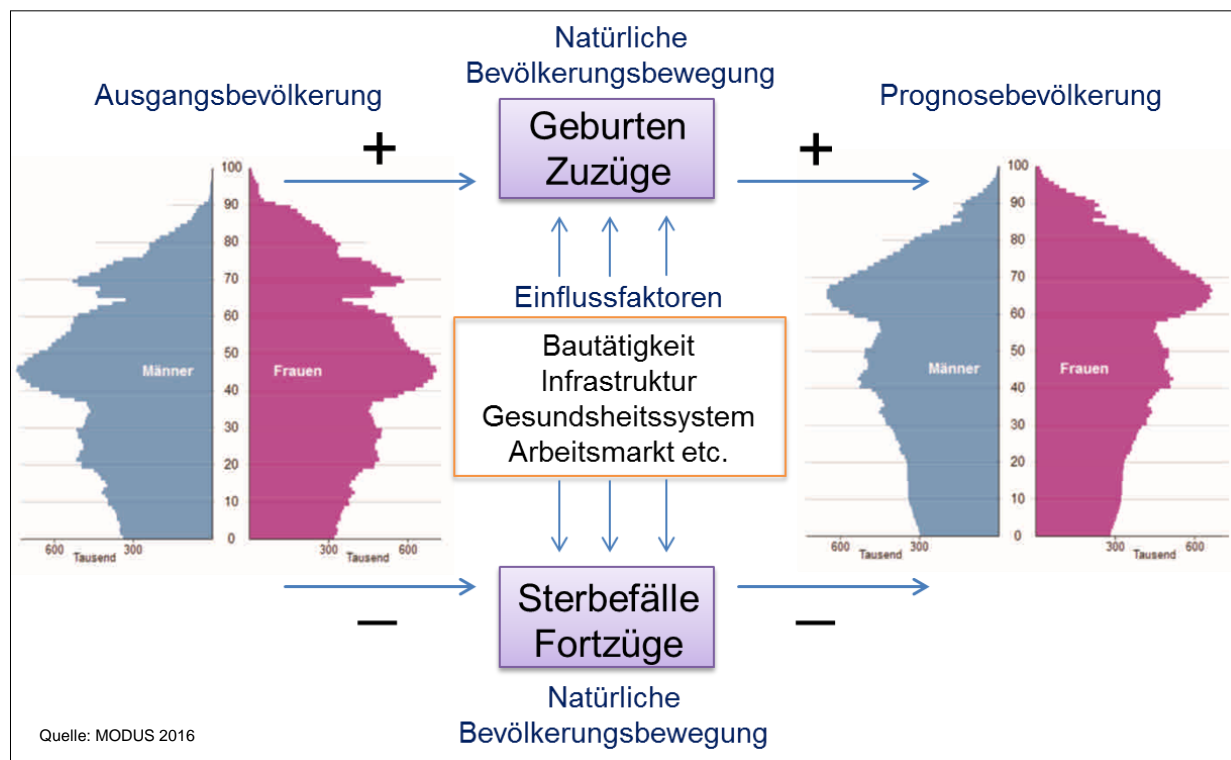 Natürliche
Bevölkerungsbewegung
Ausgangsbevölkerung
Prognosebevölkerung
+
Geburten
Zuzüge
+
100
90
80
70
60
50
40
30
20
10
0
Männer
Frauen
600
300
Tausend
300
600
Tausend
Einflussfaktoren
Bautätigkeit
Infrastruktur
Gesundsheitssystem
Arbeitsmarkt etc.
100
90
80
70
60
50
40
30
20
10
0
Männer
Frauen
600
300
Tausend
300
600
Tausend
—
Sterbefälle
Fortzüge
—
Natürliche
Bevölkerungsbewegung
Quelle: MODUS 2016